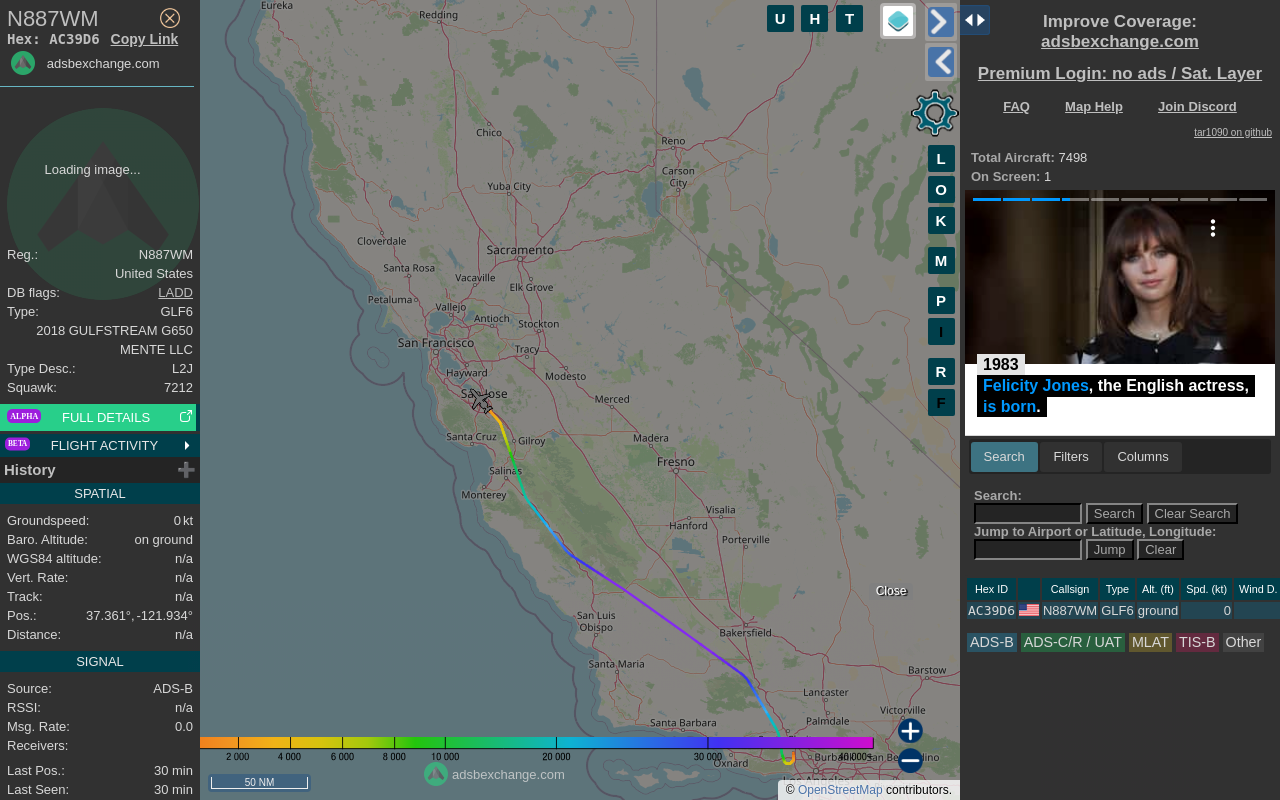 N887WM
Hex: AC39D6 Copy Link
adsbexchange.com
Loading image...
Reg.: N887WM
United States
DB flags: LADD
Type: GLF6
2018 GULFSTREAM G650
MENTE LLC
Type Desc.: L2J
Squawk: 7212
ALPHA FULL DETAILS
BETA FLIGHT ACTIVITY
History
SPATIAL
Groundspeed: 0 kt
Baro. Altitude: on ground
WGS84 altitude: n/a
Vert. Rate: n/a
Track: n/a
Pos.: 37.361°, -121.934°
Distance: n/a
SIGNAL
Source: ADS-B
RSSI: n/a
Msg. Rate: 0.0
Receivers:
Last Pos.: 30 min
Last Seen: 30 min
Eureka
Redding
Chico
Reno
Carson
City
Yuba City
Cloverdale
Sacramento
Santa Rosa
Vacaville
Elk Grove
Petaluma
Vallejo
Antioch
Stockton
San Francisco
Tracy
Hayward
Modesto
Merced
Santa Cruz
Gilroy
Madera
Salinas
Fresno
Monterey
Visalia
Hanford
Porterville
San Luis
Obispo
Bakersfield
Santa Maria
Barstow
Lancaster
Victorville
Santa Barbara
Palmdale
Oxnard
2 000 4 000 6 000 8 000 10 000 20 000 30 000 40 000+
50 NM
adsbexchange.com
© OpenStreetMap contributors.
U H T
L
O
K
M
P
I
R
F
Close
Improve Coverage:
adsbexchange.com
Premium Login: no ads / Sat. Layer
FAQ Map Help Join Discord
tar1090 on github
Total Aircraft: 7498
On Screen: 1
1983
Felicity Jones, the English actress,
is born.
Search Filters Columns
Search:
Search Clear Search
Jump to Airport or Latitude, Longitude:
Jump Clear
Hex ID Callsign Type Alt. (ft) Spd. (kt) Wind D.
AC39D6 N887WM GLF6 ground 0
ADS-B ADS-C/R / UAT MLAT TIS-B Other